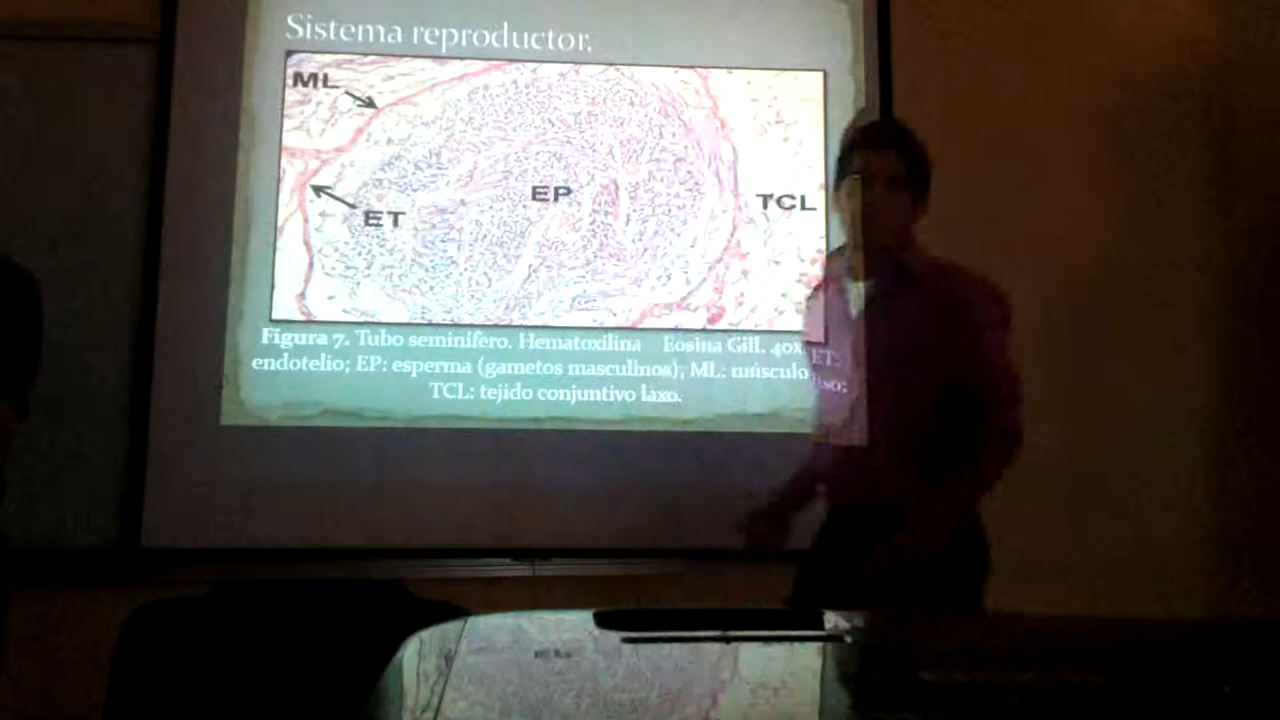 Sistema reproductor.
ML
EP
TCL
ET
Figura 7. Tubo seminífero. Hematoxilina Eosina Gill. 40x ET:
endotelio; EP: esperma (gametos masculinos); ML: músculo liso;
TCL: tejido conjuntivo laxo.